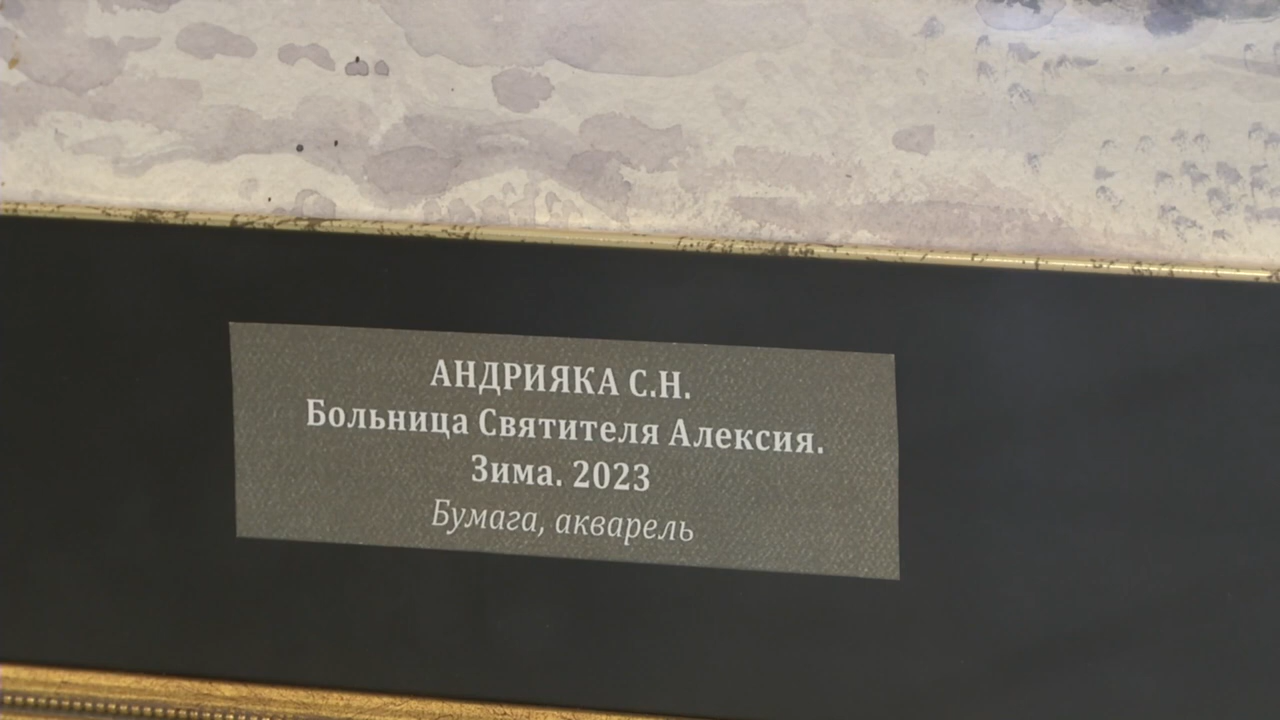 АНДРИЯКА С.Н.
Больница Святителя Алексия.
Зима. 2023
Бумага, акварель